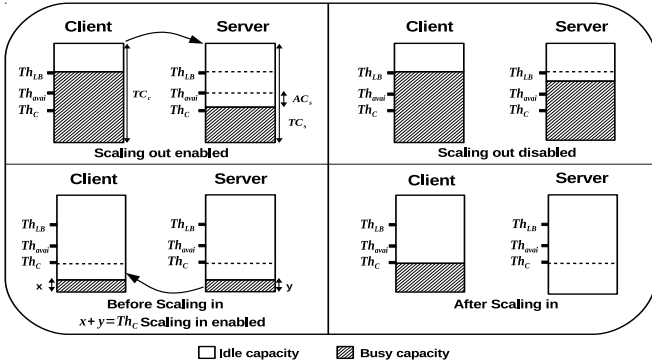 Client Server Client Server
Th_LB Th_LB Th_LB Th_LB
TC_c
Th_avai Th_avai AC_s Th_avai Th_avai
Th_C Th_C TC_s Th_C Th_C
Scaling out enabled Scaling out disabled
Client Server Client Server
Th_LB Th_LB Th_LB Th_LB
Th_avai Th_avai Th_avai Th_avai
Th_C Th_C Th_C Th_C
x y
Before Scaling in After Scaling in
x+y=Th_C Scaling in enabled
Idle capacity Busy capacity